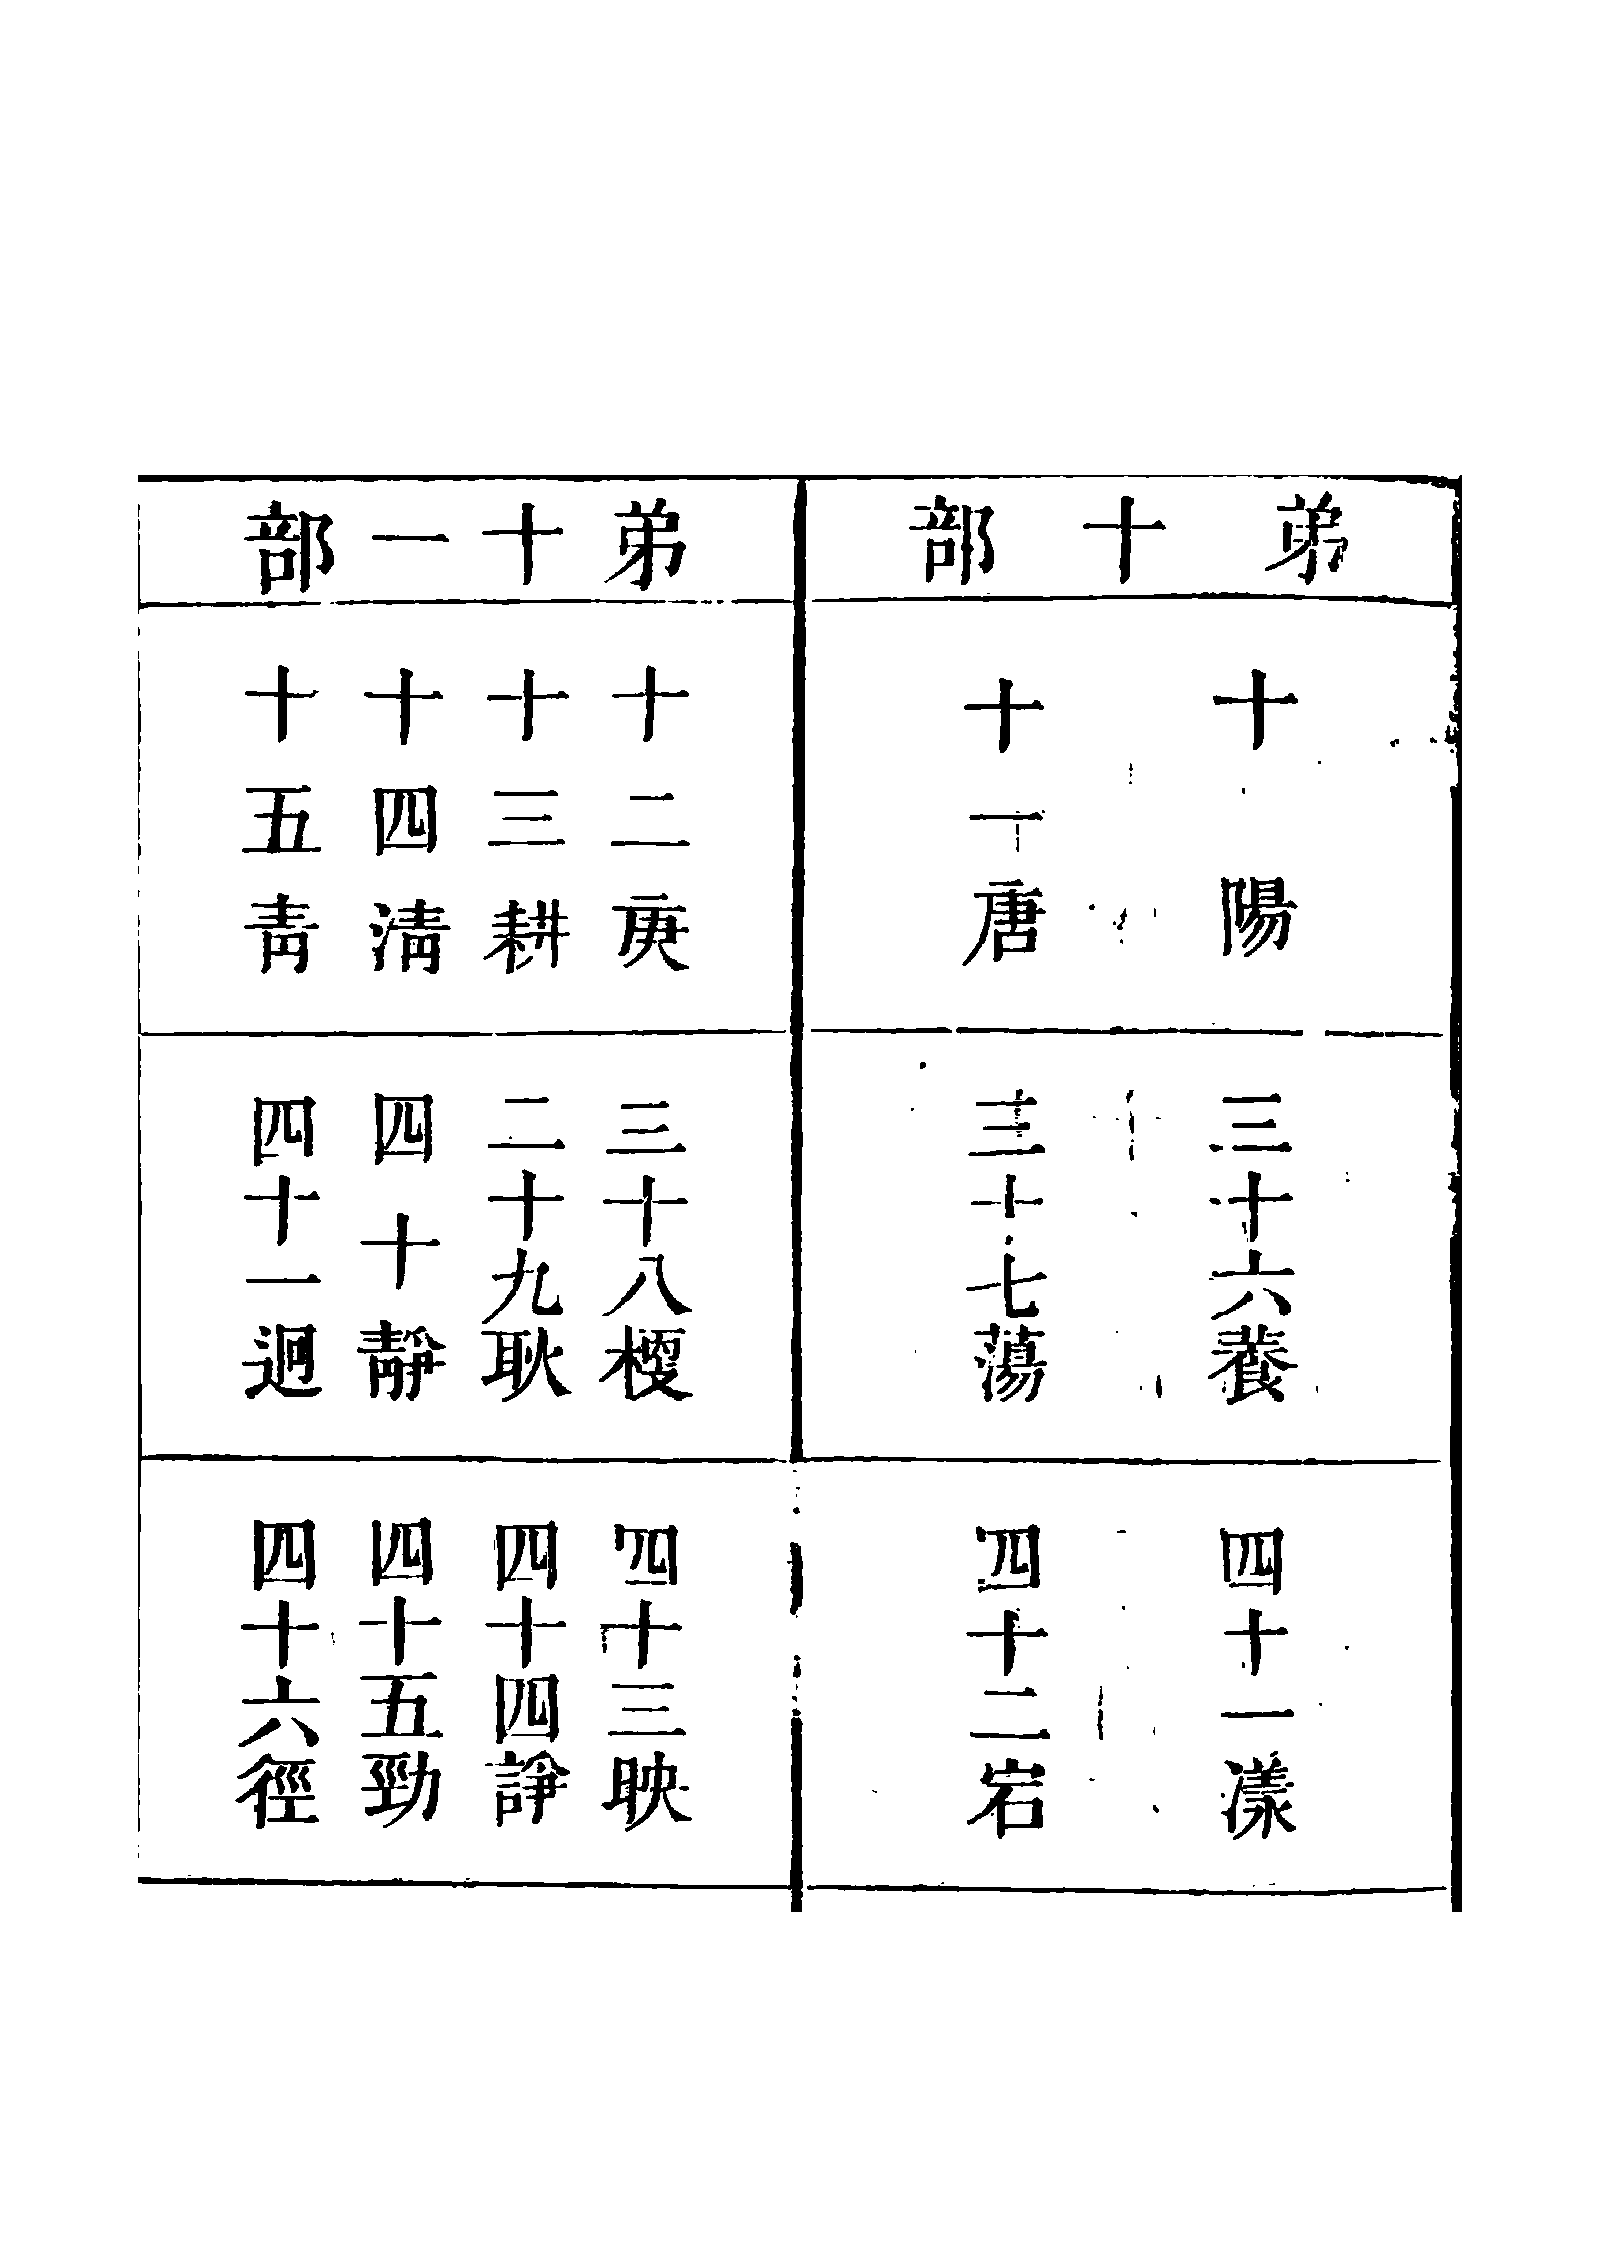 弟十部
十陽
十一唐
三十六養
三十七蕩
四十一漾
四十二宕
弟十一部
十二庚
十三耕
十四淸
十五靑
三十八梗
二十九耿
四十靜
四十一迥
四十三映
四十四諍
四十五勁
四十六徑